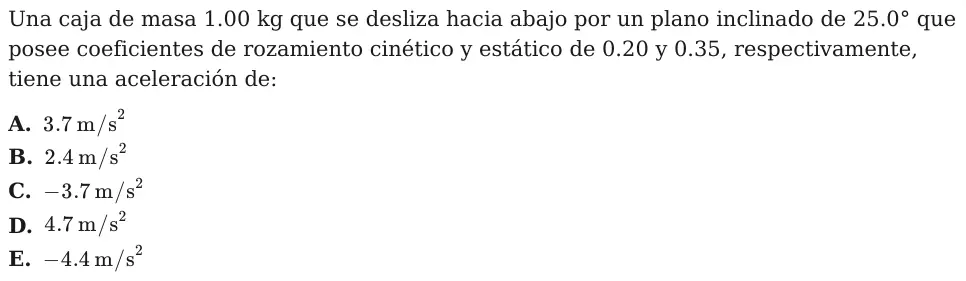 Una caja de masa 1.00 kg que se desliza hacia abajo por un plano inclinado de 25.0° que
posee coeficientes de rozamiento cinético y estático de 0.20 y 0.35, respectivamente,
tiene una aceleración de:
A. 3.7 m/s²
B. 2.4 m/s²
C. −3.7 m/s²
D. 4.7 m/s²
E. −4.4 m/s²